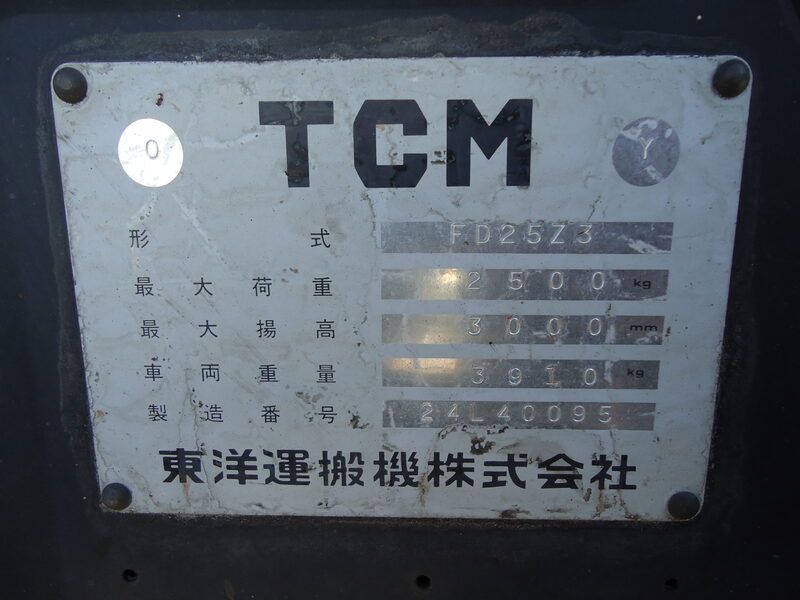 TCM
O Y
形式 FD25Z3
最大荷重 2500 kg
最大揚高 3000 mm
車両重量 3910 kg
製造番号 24L40095
東洋運搬機株式会社